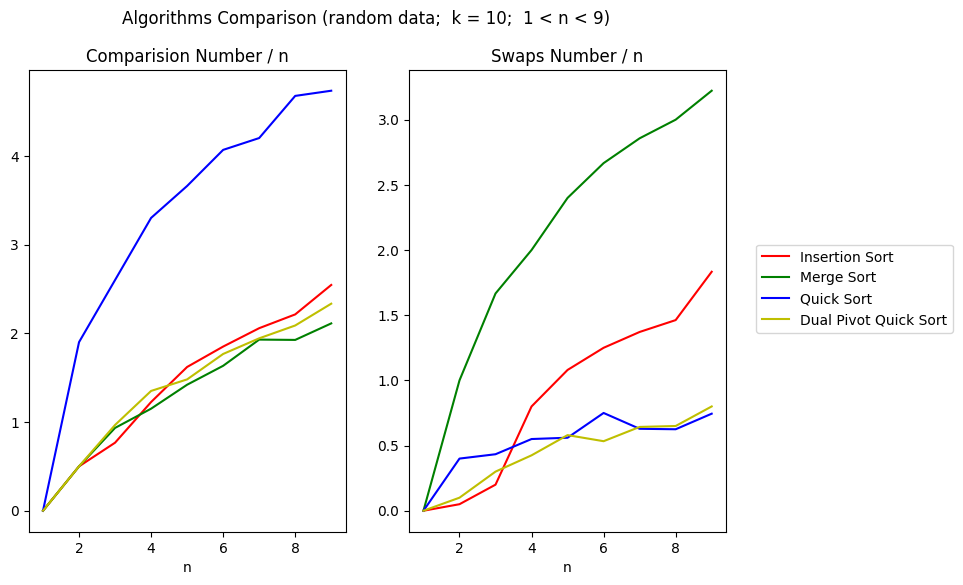 Algorithms Comparison (random data;  k = 10;  1 < n < 9)
Comparision Number / n
4
3
2
1
0
2 4 6 8
n
Swaps Number / n
3.0
2.5
2.0
1.5
1.0
0.5
0.0
2 4 6 8
n
Insertion Sort
Merge Sort
Quick Sort
Dual Pivot Quick Sort